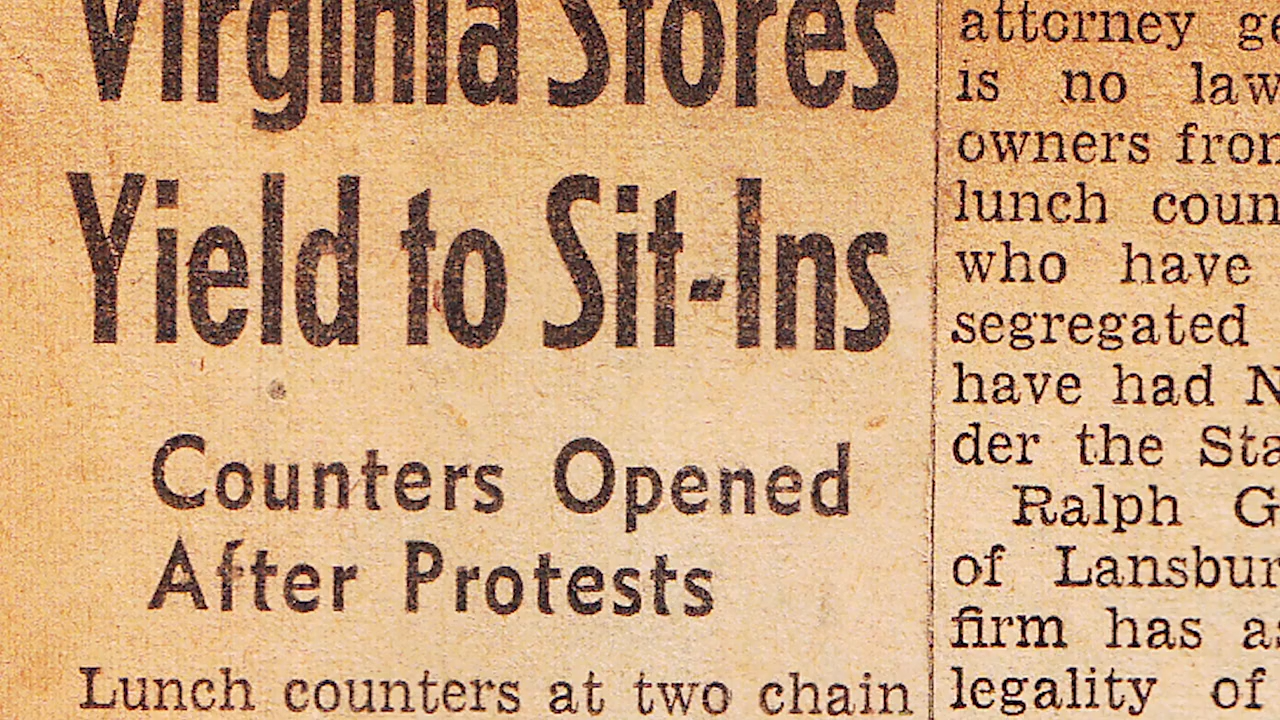 Virginia Stores
Yield to Sit-Ins
Counters Opened
After Protests
Lunch counters at two chain
attorney
is no law
owners
lunch
who have
segregated
have had
der the
Ralph
of
firm has
legality of